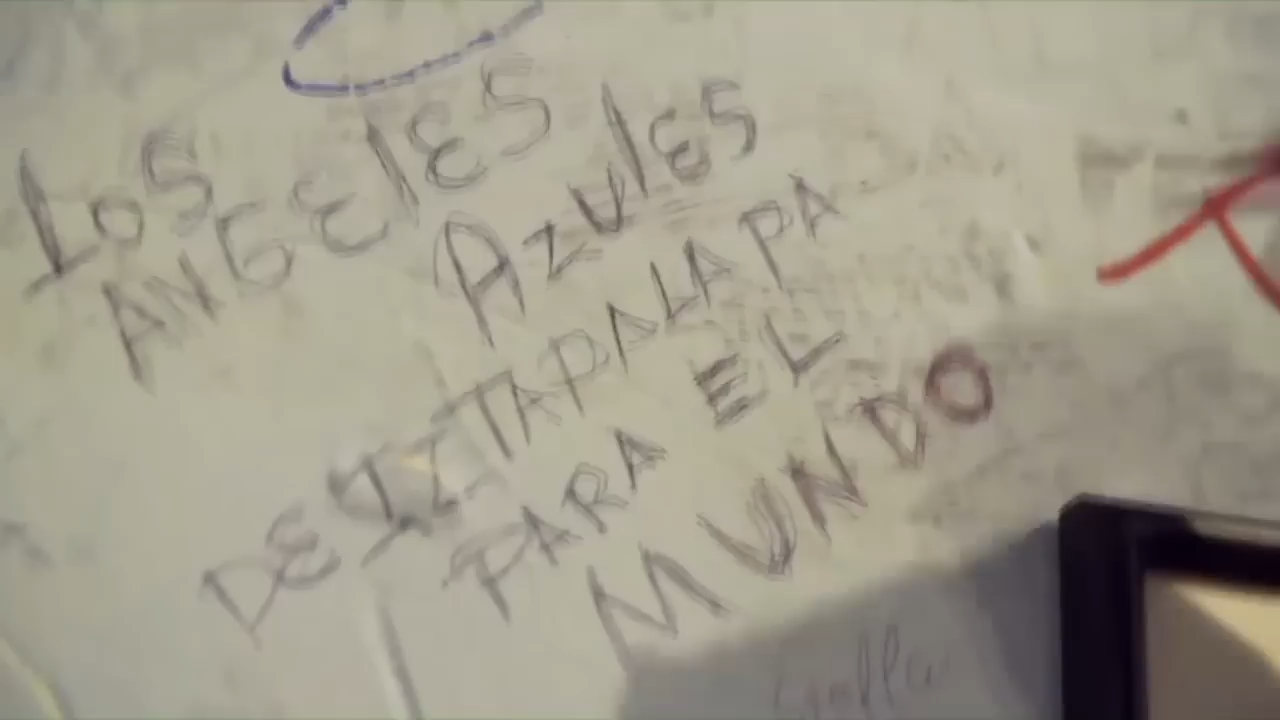 LOS
ANGElES
AZUlES
DE IZTAPALAPA
PARA EL
MUNDO